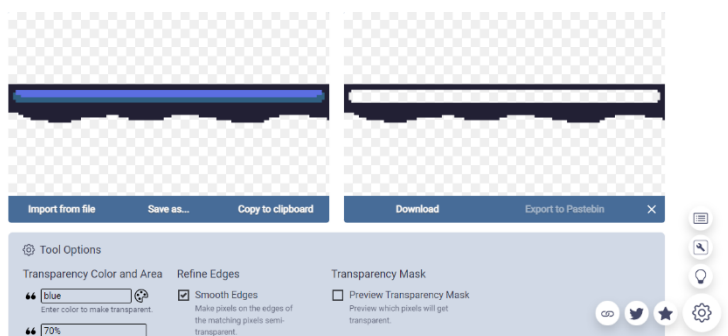 Import from file Save as... Copy to clipboard
Download Export to Pastebin
Tool Options
Transparency Color and Area
blue
Enter color to make transparent.
70%
Refine Edges
Smooth Edges
Make pixels on the edges of
the matching pixels semi-
transparent.
Transparency Mask
Preview Transparency Mask
Preview which pixels will get
transparent.